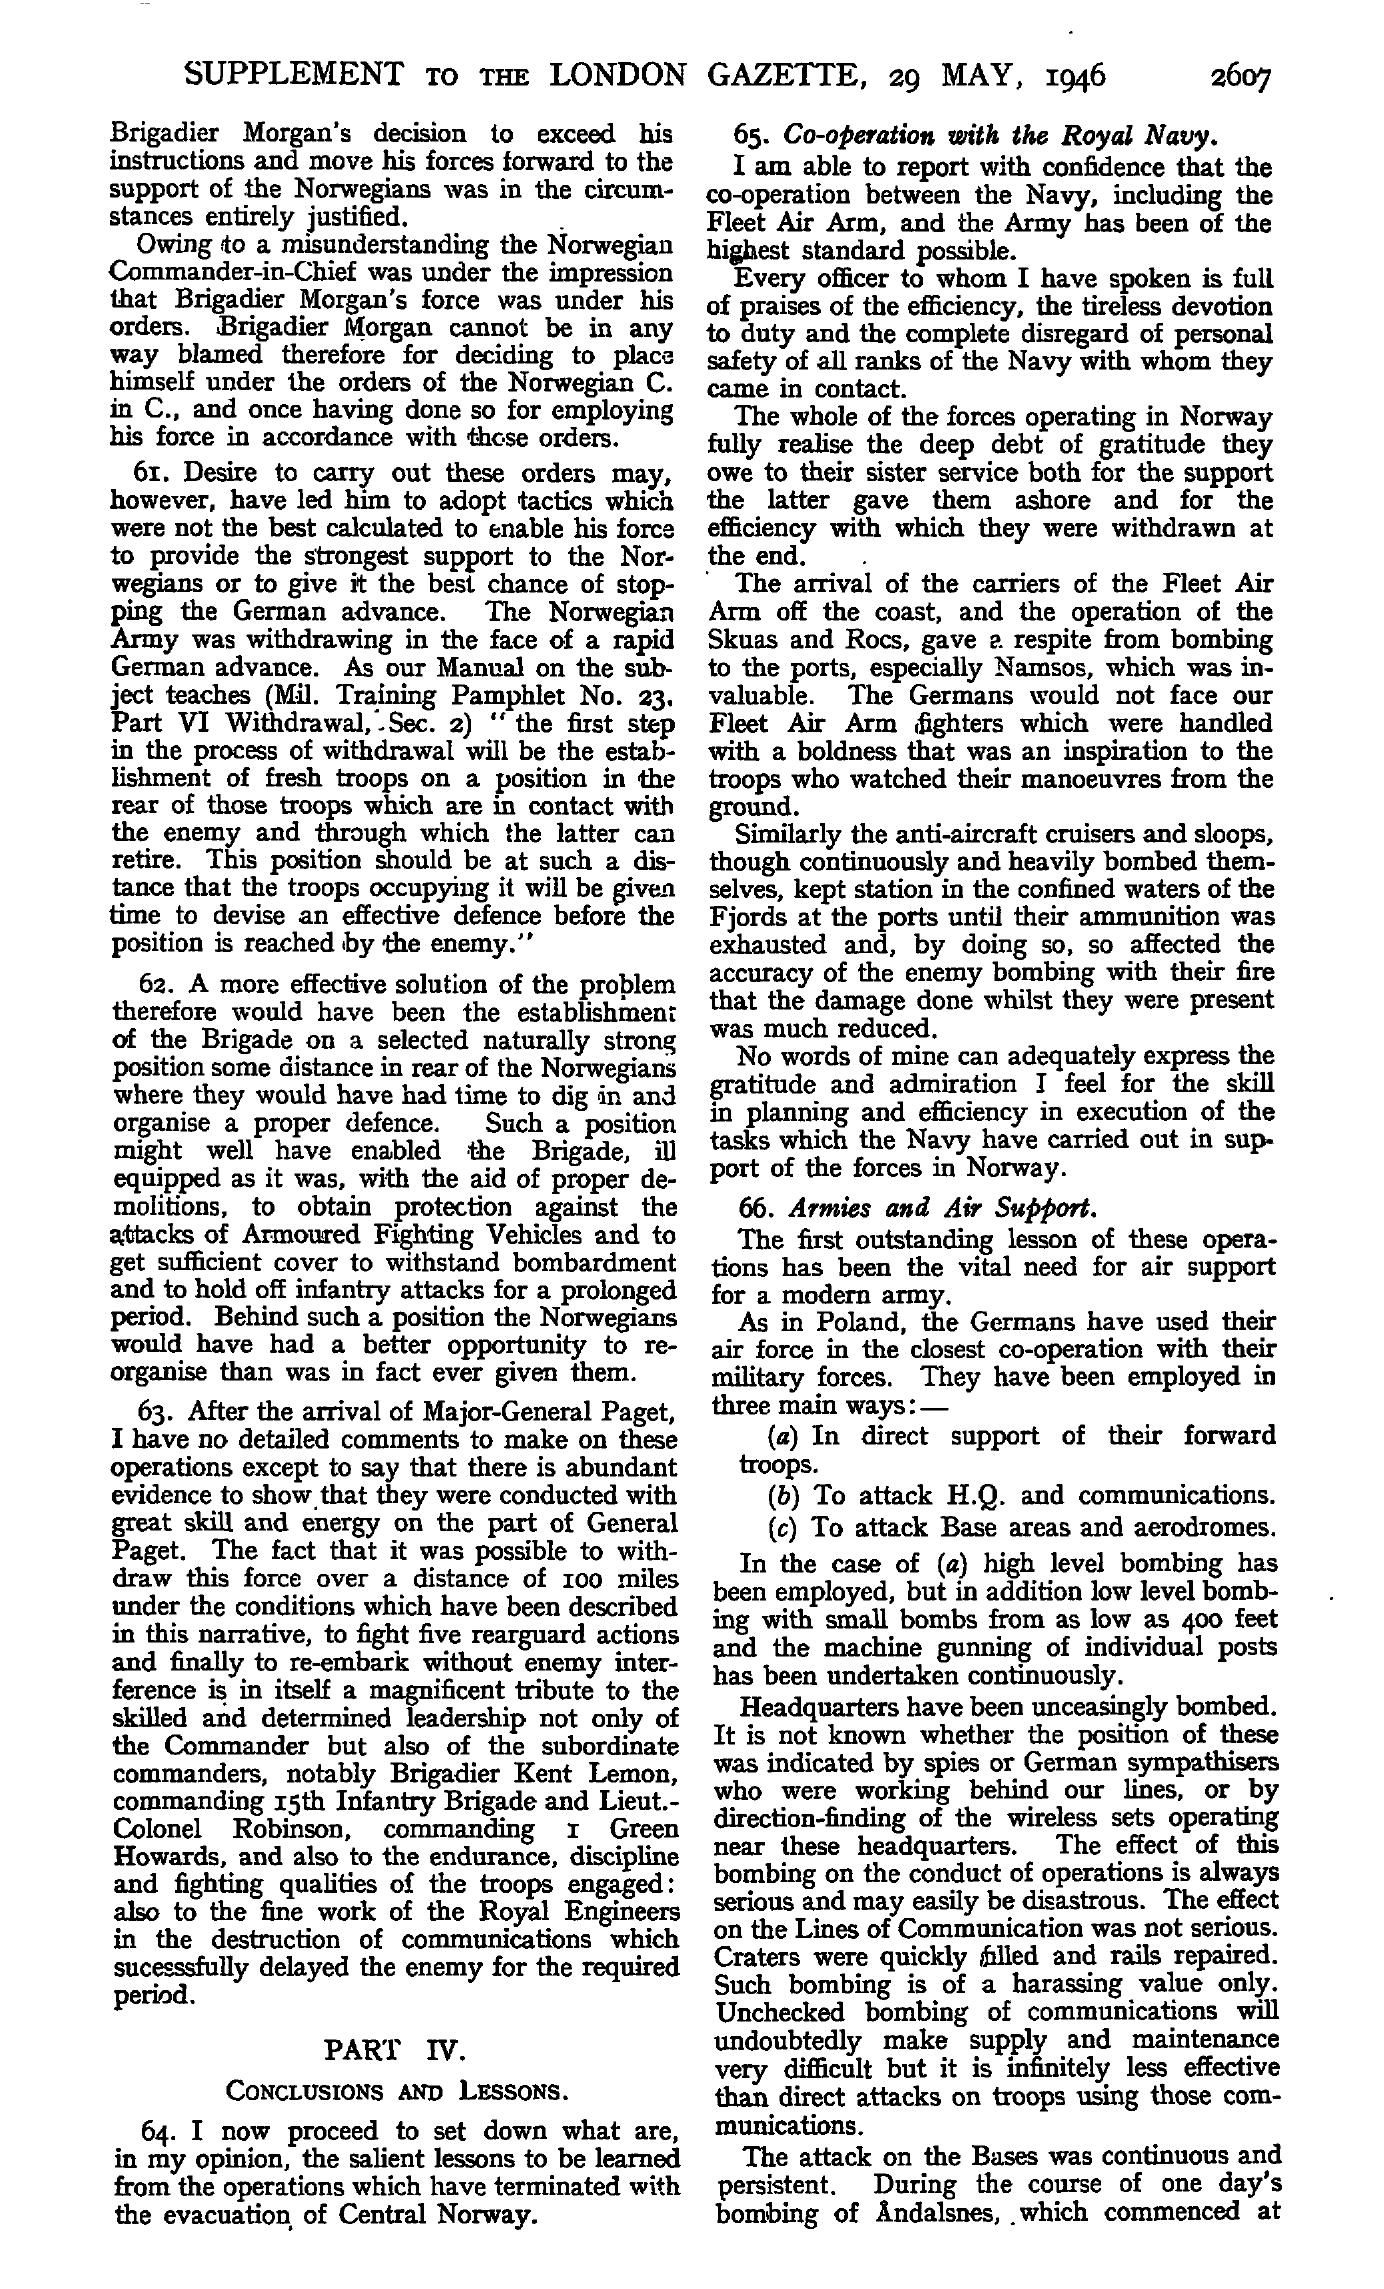 SUPPLEMENT TO THE LONDON GAZETTE, 29 MAY, 1946 2607
Brigadier Morgan's decision to exceed his
instructions and move his forces forward to the
support of the Norwegians was in the circum-
stances entirely justified.
Owing to a misunderstanding the Norwegian
Commander-in-Chief was under the impression
that Brigadier Morgan's force was under his
orders. Brigadier Morgan cannot be in any
way blamed therefore for deciding to place
himself under the orders of the Norwegian C.
in C., and once having done so for employing
his force in accordance with those orders.
61. Desire to carry out these orders may,
however, have led him to adopt tactics which
were not the best calculated to enable his force
to provide the strongest support to the Nor-
wegians or to give it the best chance of stop-
ping the German advance. The Norwegian
Army was withdrawing in the face of a rapid
German advance. As our Manual on the sub-
ject teaches (Mil. Training Pamphlet No. 23.
Part VI Withdrawal, Sec. 2) "the first step
in the process of withdrawal will be the estab-
lishment of fresh troops on a position in the
rear of those troops which are in contact with
the enemy and through which the latter can
retire. This position should be at such a dis-
tance that the troops occupying it will be given
time to devise an effective defence before the
position is reached by the enemy."
62. A more effective solution of the problem
therefore would have been the establishment
of the Brigade on a selected naturally strong
position some distance in rear of the Norwegians
where they would have had time to dig in and
organise a proper defence. Such a position
might well have enabled the Brigade, ill
equipped as it was, with the aid of proper de-
molitions, to obtain protection against the
attacks of Armoured Fighting Vehicles and to
get sufficient cover to withstand bombardment
and to hold off infantry attacks for a prolonged
period. Behind such a position the Norwegians
would have had a better opportunity to re-
organise than was in fact ever given them.
63. After the arrival of Major-General Paget,
I have no detailed comments to make on these
operations except to say that there is abundant
evidence to show that they were conducted with
great skill and energy on the part of General
Paget. The fact that it was possible to with-
draw this force over a distance of 100 miles
under the conditions which have been described
in this narrative, to fight five rearguard actions
and finally to re-embark without enemy inter-
ference is in itself a magnificent tribute to the
skilled and determined leadership not only of
the Commander but also of the subordinate
commanders, notably Brigadier Kent Lemon,
commanding 15th Infantry Brigade and Lieut.-
Colonel Robinson, commanding 1 Green
Howards, and also to the endurance, discipline
and fighting qualities of the troops engaged:
also to the fine work of the Royal Engineers
in the destruction of communications which
sucesssfully delayed the enemy for the required
period.
PART IV.
CONCLUSIONS AND LESSONS.
64. I now proceed to set down what are,
in my opinion, the salient lessons to be learned
from the operations which have terminated with
the evacuation of Central Norway.
65. Co-operation with the Royal Navy.
I am able to report with confidence that the
co-operation between the Navy, including the
Fleet Air Arm, and the Army has been of the
highest standard possible.
Every officer to whom I have spoken is full
of praises of the efficiency, the tireless devotion
to duty and the complete disregard of personal
safety of all ranks of the Navy with whom they
came in contact.
The whole of the forces operating in Norway
fully realise the deep debt of gratitude they
owe to their sister service both for the support
the latter gave them ashore and for the
efficiency with which they were withdrawn at
the end.
The arrival of the carriers of the Fleet Air
Arm off the coast, and the operation of the
Skuas and Rocs, gave a respite from bombing
to the ports, especially Namsos, which was in-
valuable. The Germans would not face our
Fleet Air Arm fighters which were handled
with a boldness that was an inspiration to the
troops who watched their manoeuvres from the
ground.
Similarly the anti-aircraft cruisers and sloops,
though continuously and heavily bombed them-
selves, kept station in the confined waters of the
Fjords at the ports until their ammunition was
exhausted and, by doing so, so affected the
accuracy of the enemy bombing with their fire
that the damage done whilst they were present
was much reduced.
No words of mine can adequately express the
gratitude and admiration I feel for the skill
in planning and efficiency in execution of the
tasks which the Navy have carried out in sup-
port of the forces in Norway.
66. Armies and Air Support.
The first outstanding lesson of these opera-
tions has been the vital need for air support
for a modern army.
As in Poland, the Germans have used their
air force in the closest co-operation with their
military forces. They have been employed in
three main ways:—
(a) In direct support of their forward
troops.
(b) To attack H.Q. and communications.
(c) To attack Base areas and aerodromes.
In the case of (a) high level bombing has
been employed, but in addition low level bomb-
ing with small bombs from as low as 400 feet
and the machine gunning of individual posts
has been undertaken continuously.
Headquarters have been unceasingly bombed.
It is not known whether the position of these
was indicated by spies or German sympathisers
who were working behind our lines, or by
direction-finding of the wireless sets operating
near these headquarters. The effect of this
bombing on the conduct of operations is always
serious and may easily be disastrous. The effect
on the Lines of Communication was not serious.
Craters were quickly filled and rails repaired.
Such bombing is of a harassing value only.
Unchecked bombing of communications will
undoubtedly make supply and maintenance
very difficult but it is infinitely less effective
than direct attacks on troops using those com-
munications.
The attack on the Bases was continuous and
persistent. During the course of one day's
bombing of Åndalsnes, which commenced at